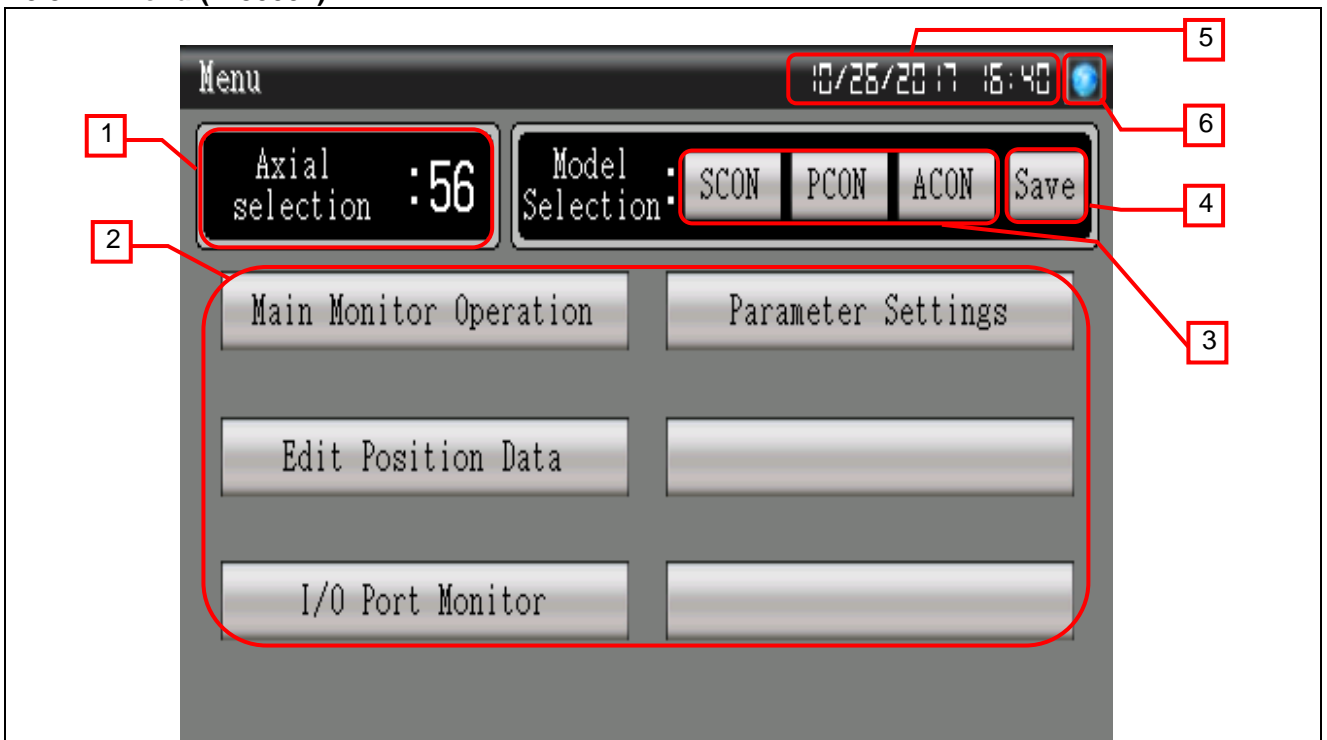 5
Menu 10/26/2017 16:40
6
1
Axial selection :56
Model Selection: SCON PCON ACON Save
4
2
Main Monitor Operation Parameter Settings
3
Edit Position Data
I/O Port Monitor